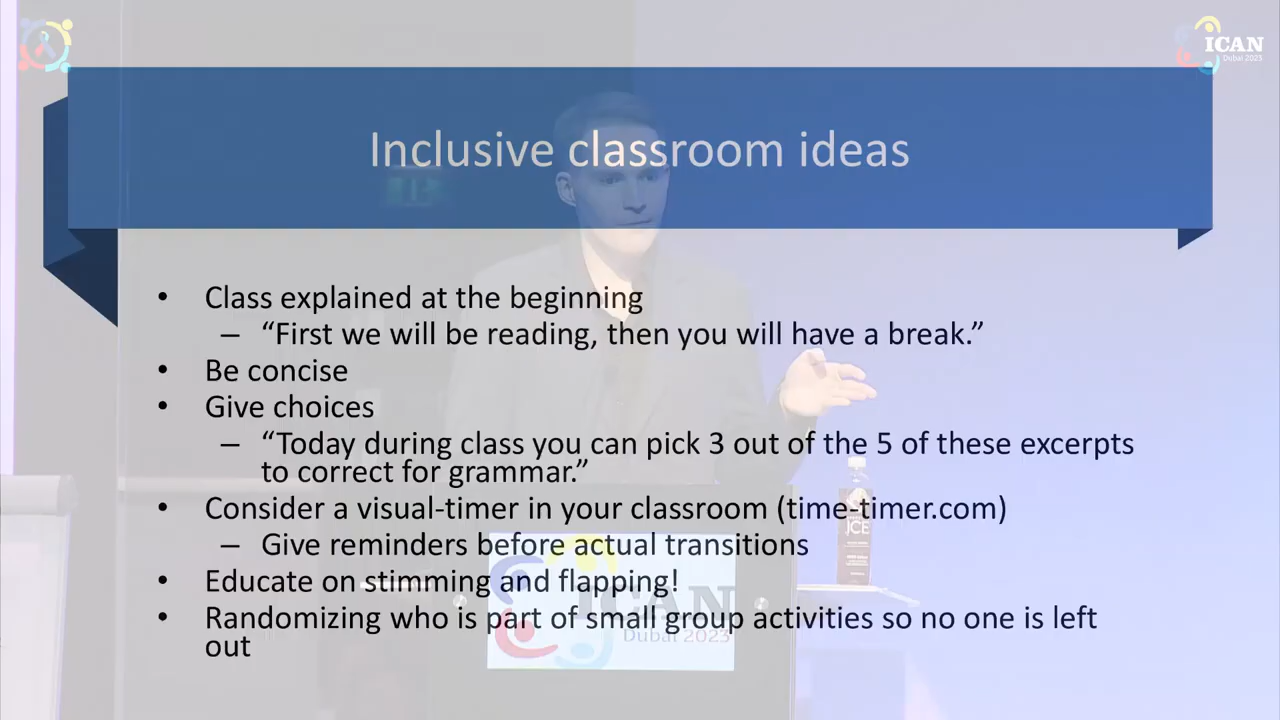 ICAN
Dubai 2023
Inclusive classroom ideas
• Class explained at the beginning
– “First we will be reading, then you will have a break.”
• Be concise
• Give choices
– “Today during class you can pick 3 out of the 5 of these excerpts
to correct for grammar.”
• Consider a visual-timer in your classroom (time-timer.com)
– Give reminders before actual transitions
• Educate on stimming and flapping!
• Randomizing who is part of small group activities so no one is left
out
ICE
ICAN
Dubai 2023